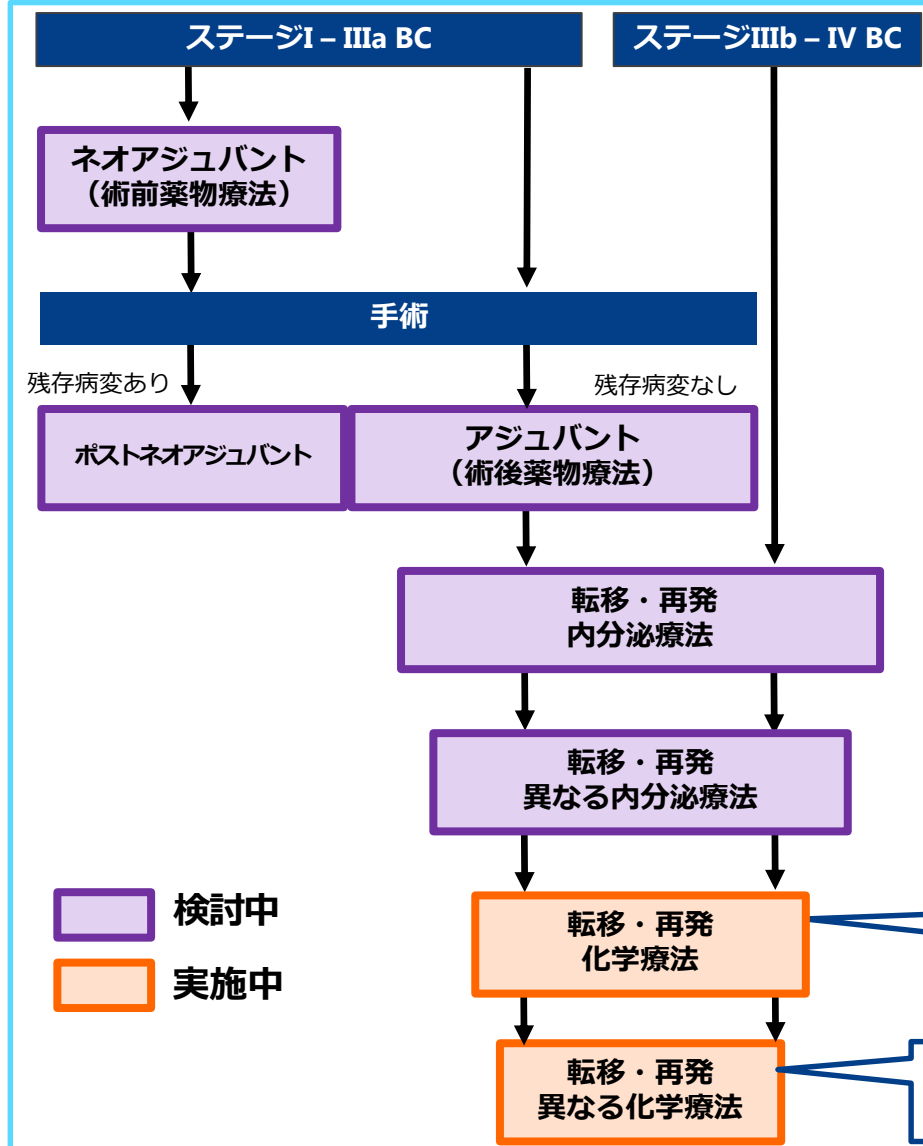 ステージI – IIIa BC
ステージIIIb – IV BC
ネオアジュバント
（術前薬物療法）
手術
残存病変あり
残存病変なし
ポストネオアジュバント
アジュバント
（術後薬物療法）
転移・再発
内分泌療法
転移・再発
異なる内分泌療法
検討中
実施中
転移・再発
化学療法
転移・再発
異なる化学療法